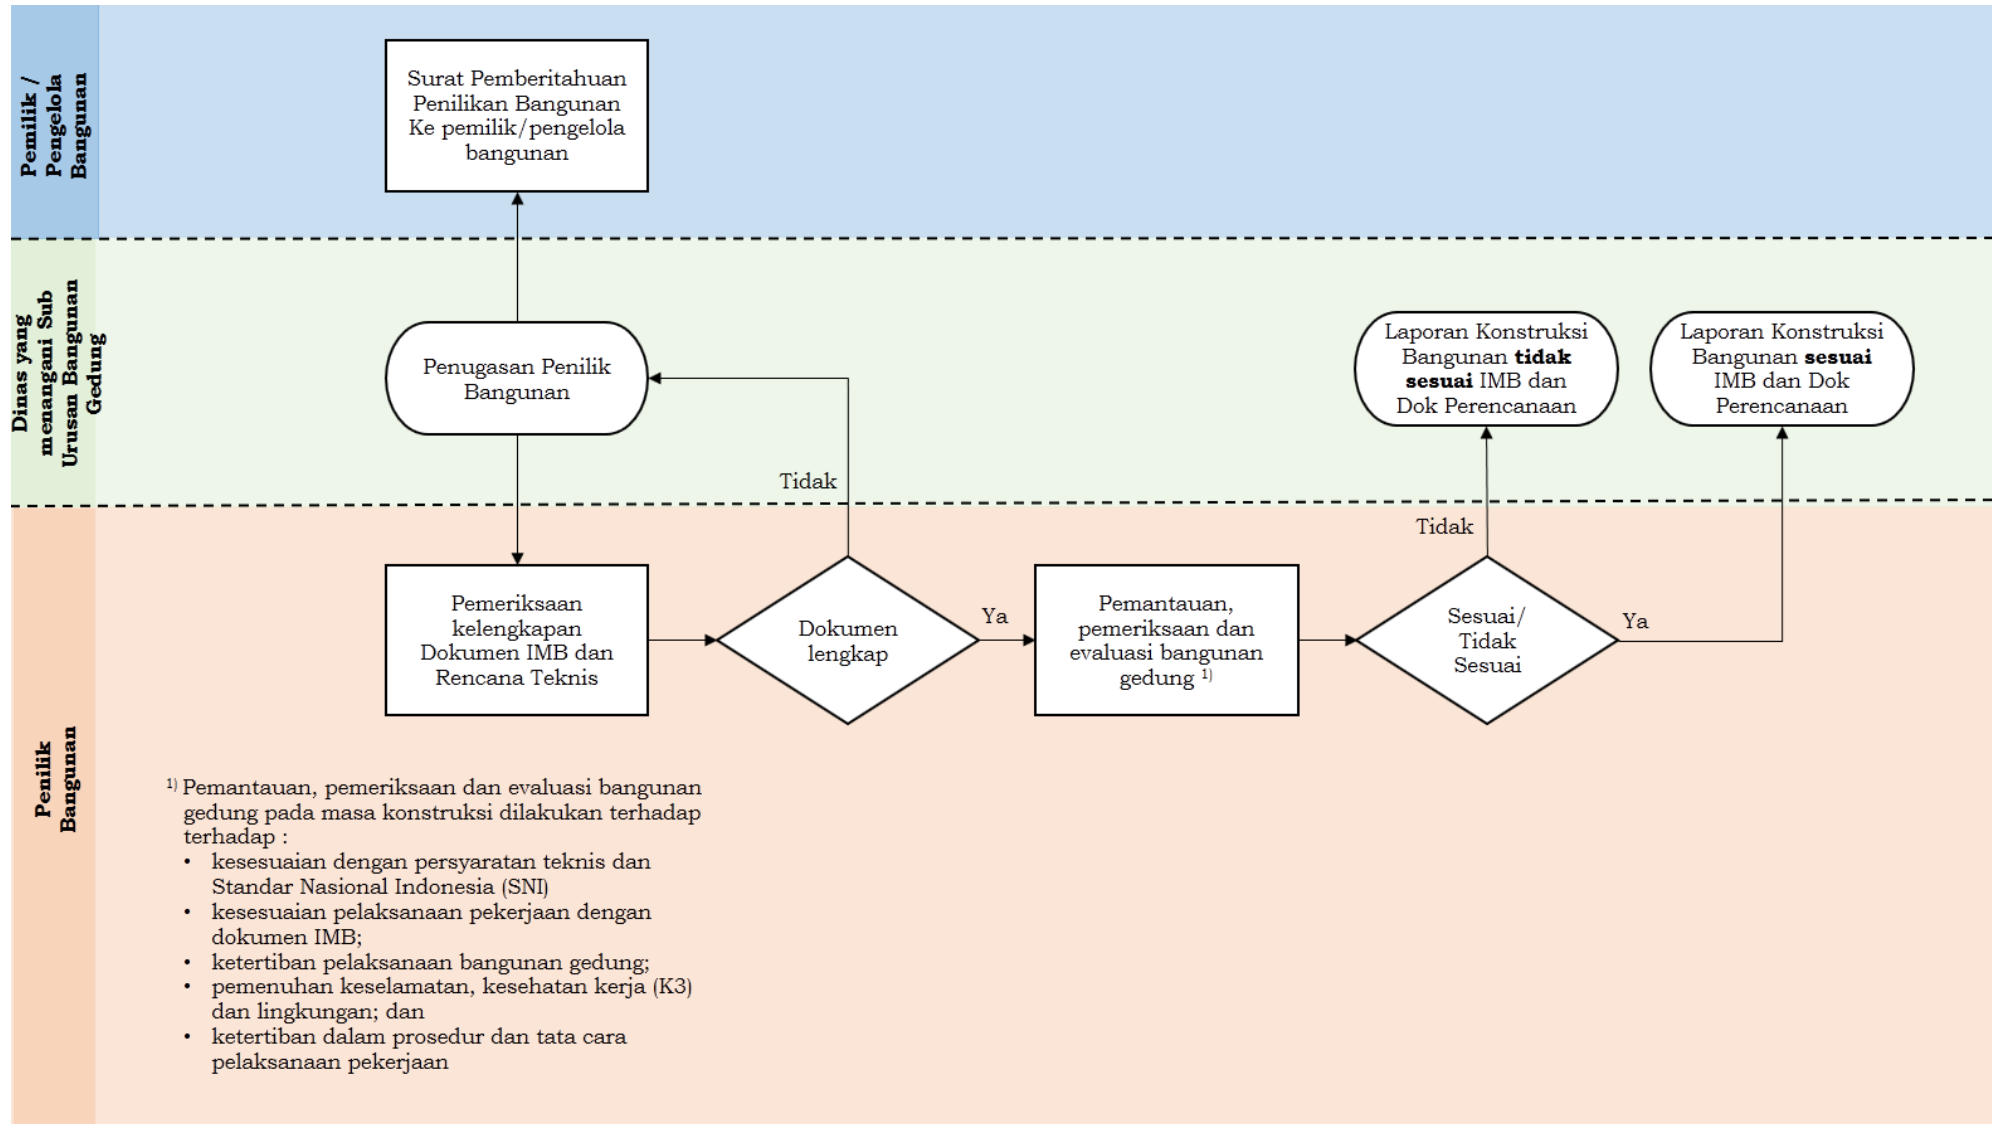 Pemilik /
Pengelola
Bangunan
Surat Pemberitahuan
Penilikan Bangunan
Ke pemilik/pengelola
bangunan
Dinas yang
menangani Sub
Urusan Bangunan
Gedung
Penugasan Penilik
Bangunan
Laporan Konstruksi
Bangunan tidak
sesuai IMB dan
Dok Perencanaan
Laporan Konstruksi
Bangunan sesuai
IMB dan Dok
Perencanaan
Tidak
Tidak
Penilik
Bangunan
Pemeriksaan
kelengkapan
Dokumen IMB dan
Rencana Teknis
Dokumen
lengkap
Ya
Pemantauan,
pemeriksaan dan
evaluasi bangunan
gedung 1)
Sesuai/
Tidak
Sesuai
Ya
1) Pemantauan, pemeriksaan dan evaluasi bangunan
gedung pada masa konstruksi dilakukan terhadap
terhadap :
• kesesuaian dengan persyaratan teknis dan
Standar Nasional Indonesia (SNI)
• kesesuaian pelaksanaan pekerjaan dengan
dokumen IMB;
• ketertiban pelaksanaan bangunan gedung;
• pemenuhan keselamatan, kesehatan kerja (K3)
dan lingkungan; dan
• ketertiban dalam prosedur dan tata cara
pelaksanaan pekerjaan